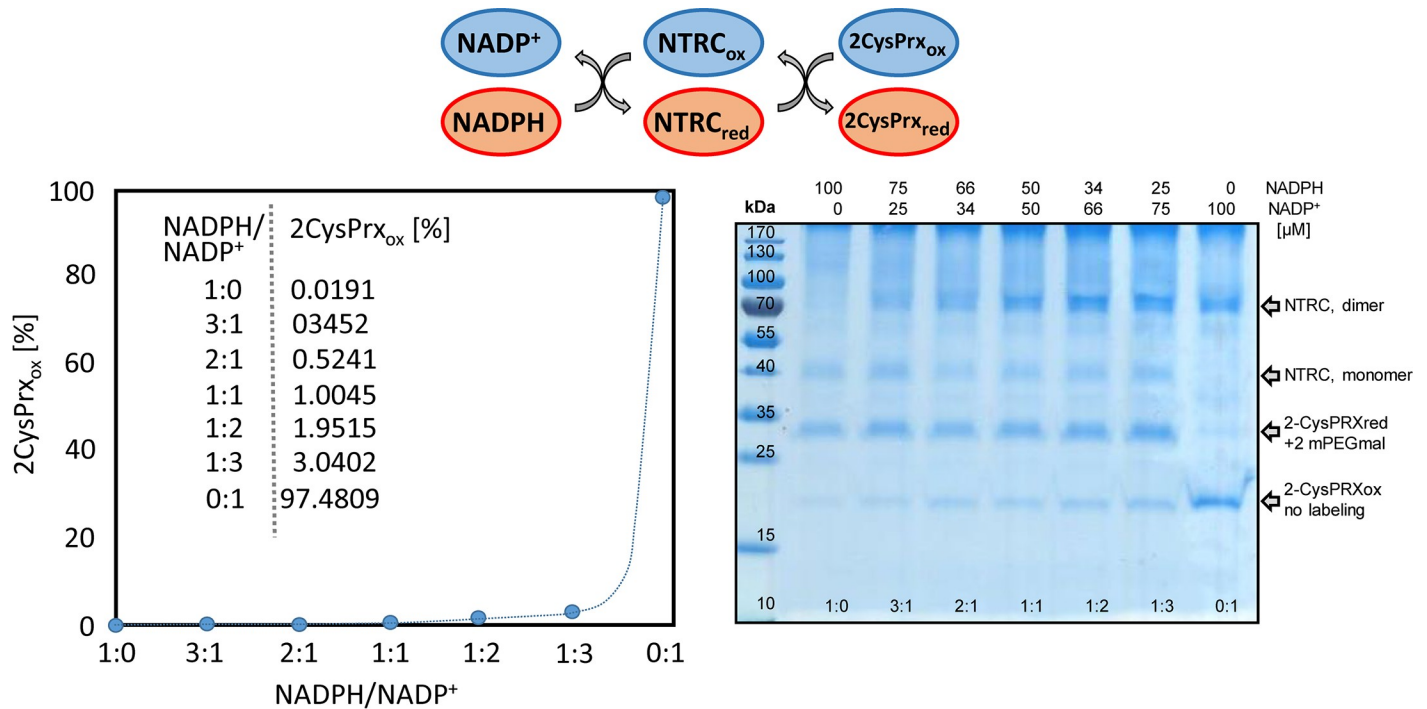 NADP+ NTRCox 2CysPrxox
NADPH NTRCred 2CysPrxred
2CysPrxox [%]
100
80
60
40
20
0
NADPH/
NADP+
2CysPrxox [%]
1:0 0.0191
3:1 03452
2:1 0.5241
1:1 1.0045
1:2 1.9515
1:3 3.0402
0:1 97.4809
1:0 3:1 2:1 1:1 1:2 1:3 0:1
NADPH/NADP+
100 75 66 50 34 25 0 NADPH
kDa 0 25 34 50 66 75 100 NADP+
[µM]
170
130
100
70
55
40
35
25
15
10
NTRC, dimer
NTRC, monomer
2-CysPRXred
+2 mPEGmal
2-CysPRXox
no labeling
1:0 3:1 2:1 1:1 1:2 1:3 0:1